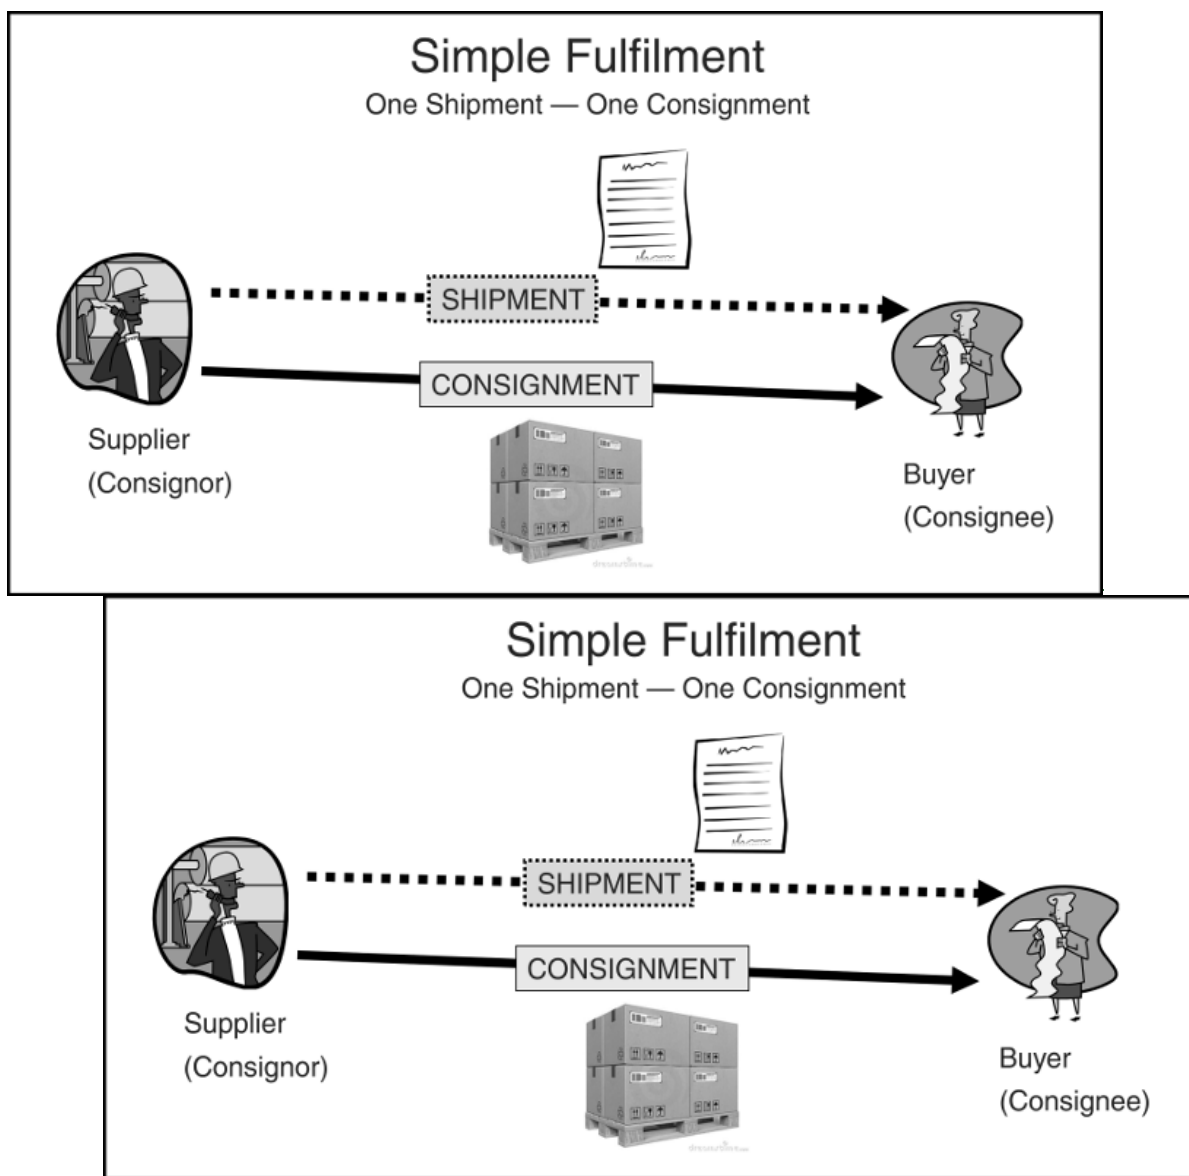 Simple Fulfilment
One Shipment — One Consignment
SHIPMENT
CONSIGNMENT
Supplier
(Consignor)
Buyer
(Consignee)
Simple Fulfilment
One Shipment — One Consignment
SHIPMENT
CONSIGNMENT
Supplier
(Consignor)
Buyer
(Consignee)